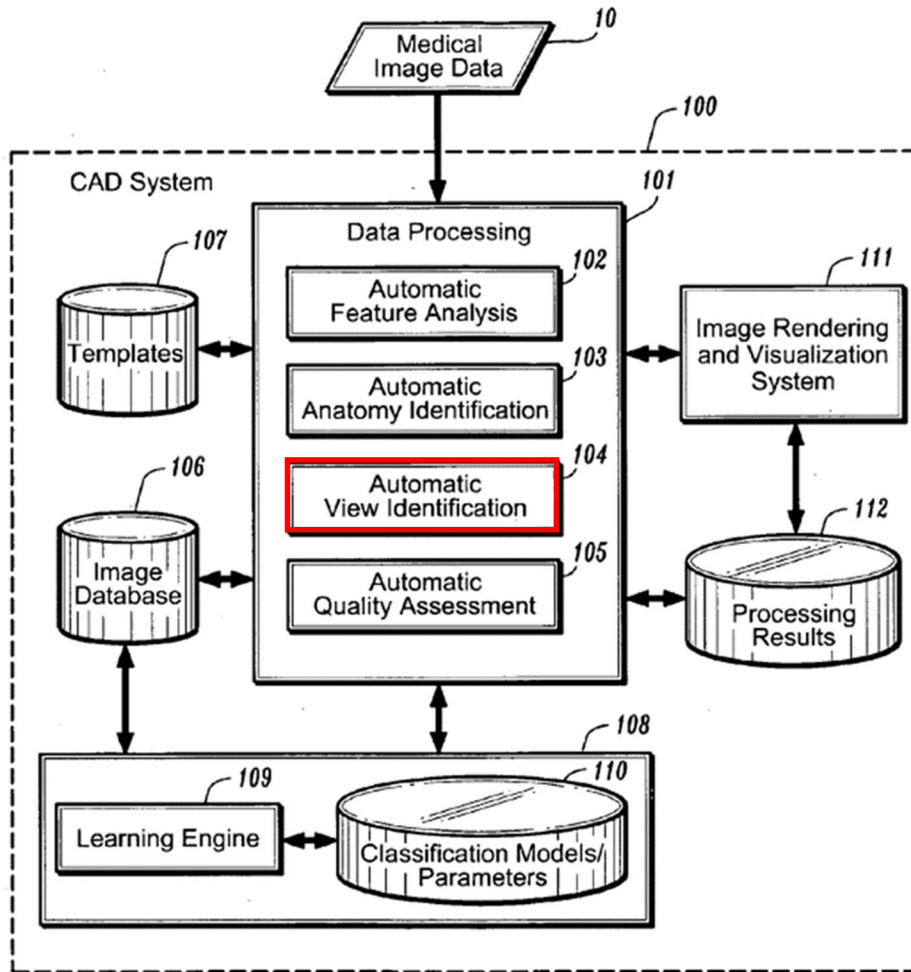 10
Medical
Image Data
100
CAD System
101
Data Processing
107
102
Automatic
Feature Analysis
111
Templates
Image Rendering
and Visualization
System
103
Automatic
Anatomy Identification
106
104
Automatic
View Identification
112
Image
Database
105
Automatic
Quality Assessment
Processing
Results
108
109
110
Learning Engine
Classification Models/
Parameters